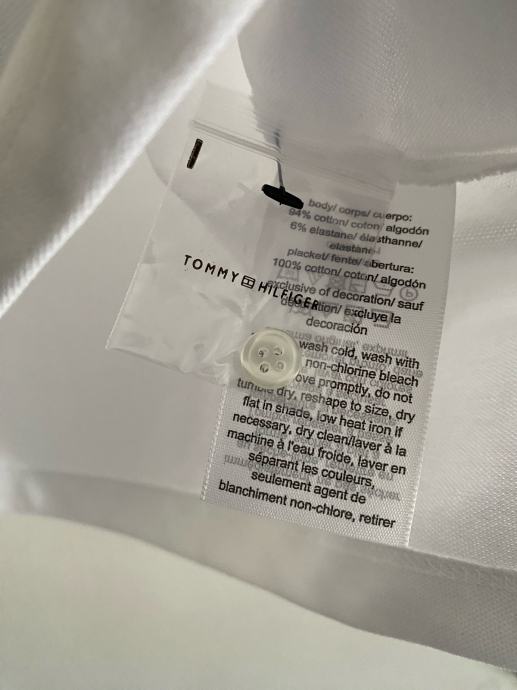 TOMMY HILFIGER
body/ corps/ cuerpo:
94% cotton/ coton/ algodón
6% elastane/ élasthanne/
elastano
placket/ fente/ abertura:
100% cotton/ coton/ algodón
exclusive of decoration/ sauf
décoration/ excluye la
decoración
wash cold, wash with
non-chlorine bleach
promptly, do not
tumble dry, reshape to size, dry
flat in shade, low heat iron if
necessary, dry clean/laver à la
machine à l'eau froide, laver en
séparant les couleurs,
seulement agent de
blanchiment non-chlore, retirer